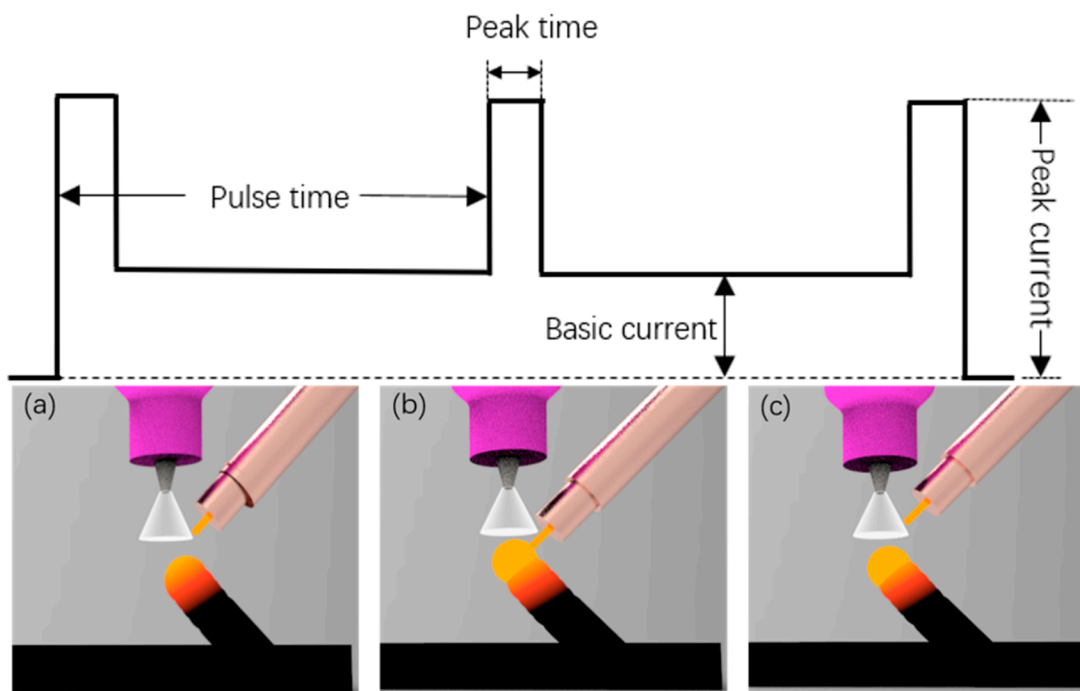 Peak time
Pulse time
Peak current
Basic current
(a)
(b)
(c)